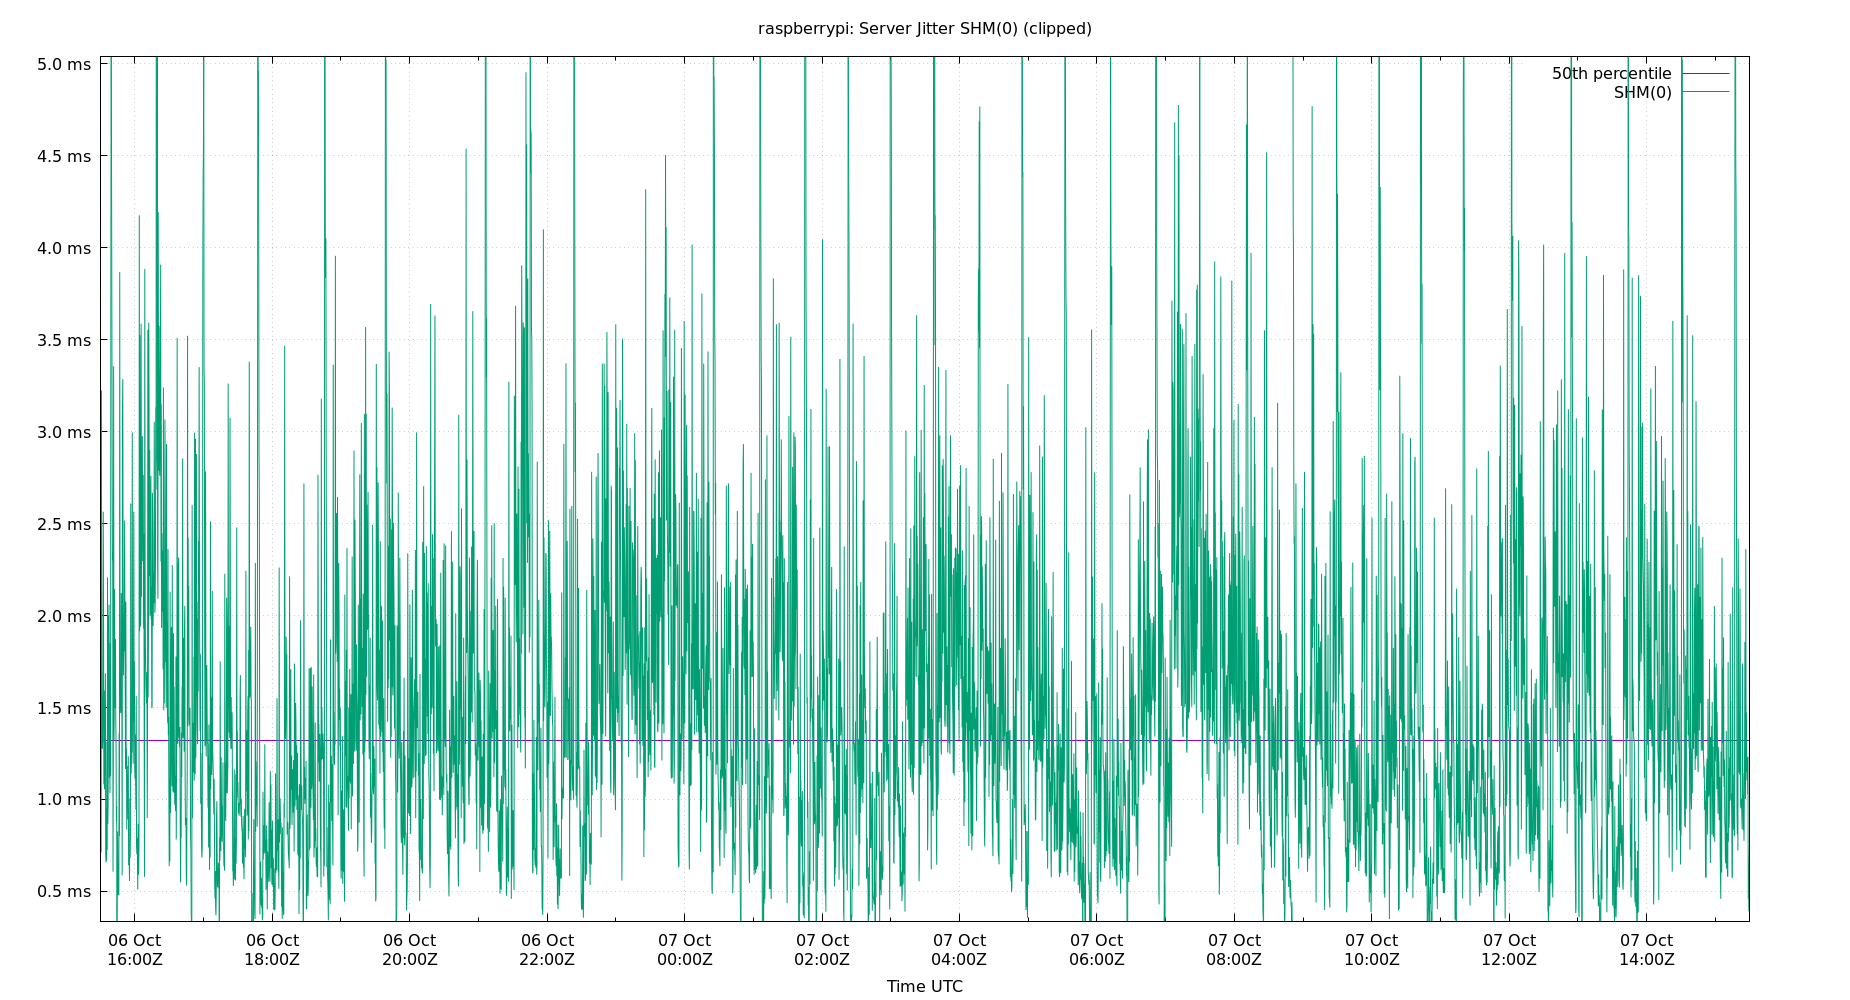 raspberrypi: Server Jitter SHM(0) (clipped)
5.0 ms
4.5 ms
4.0 ms
3.5 ms
3.0 ms
2.5 ms
2.0 ms
1.5 ms
1.0 ms
0.5 ms
50th percentile
SHM(0)
06 Oct 06 Oct 06 Oct 06 Oct 07 Oct 07 Oct 07 Oct 07 Oct 07 Oct 07 Oct 07 Oct 07 Oct
16:00Z 18:00Z 20:00Z 22:00Z 00:00Z 02:00Z 04:00Z 06:00Z 08:00Z 10:00Z 12:00Z 14:00Z
Time UTC